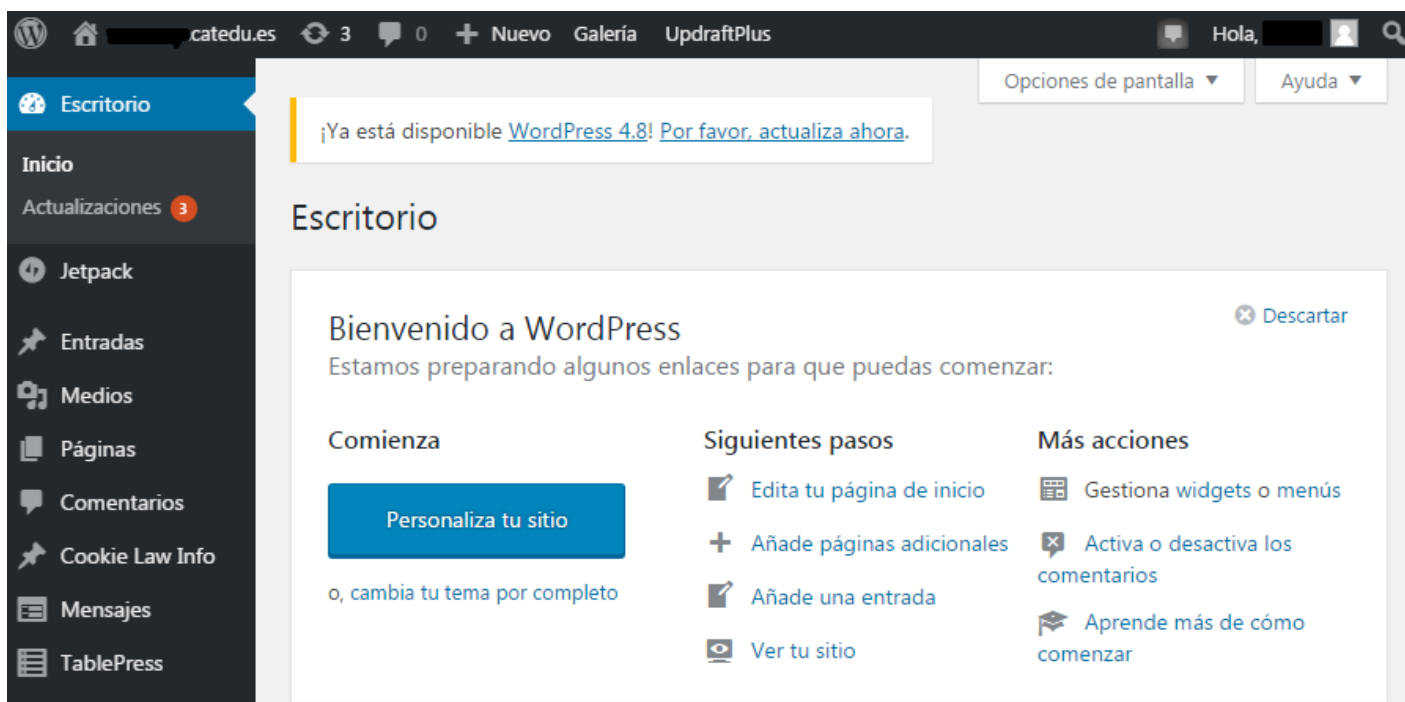 .catedu.es 3 0 + Nuevo Galería UpdraftPlus Hola,
Opciones de pantalla ▼ Ayuda ▼
Escritorio
Inicio
Actualizaciones 3
Jetpack
Entradas
Medios
Páginas
Comentarios
Cookie Law Info
Mensajes
TablePress
¡Ya está disponible WordPress 4.8! Por favor, actualiza ahora.
Escritorio
Bienvenido a WordPress
Descartar
Estamos preparando algunos enlaces para que puedas comenzar:
Comienza
Personaliza tu sitio
o, cambia tu tema por completo
Siguientes pasos
Edita tu página de inicio
Añade páginas adicionales
Añade una entrada
Ver tu sitio
Más acciones
Gestiona widgets o menús
Activa o desactiva los
comentarios
Aprende más de cómo
comenzar